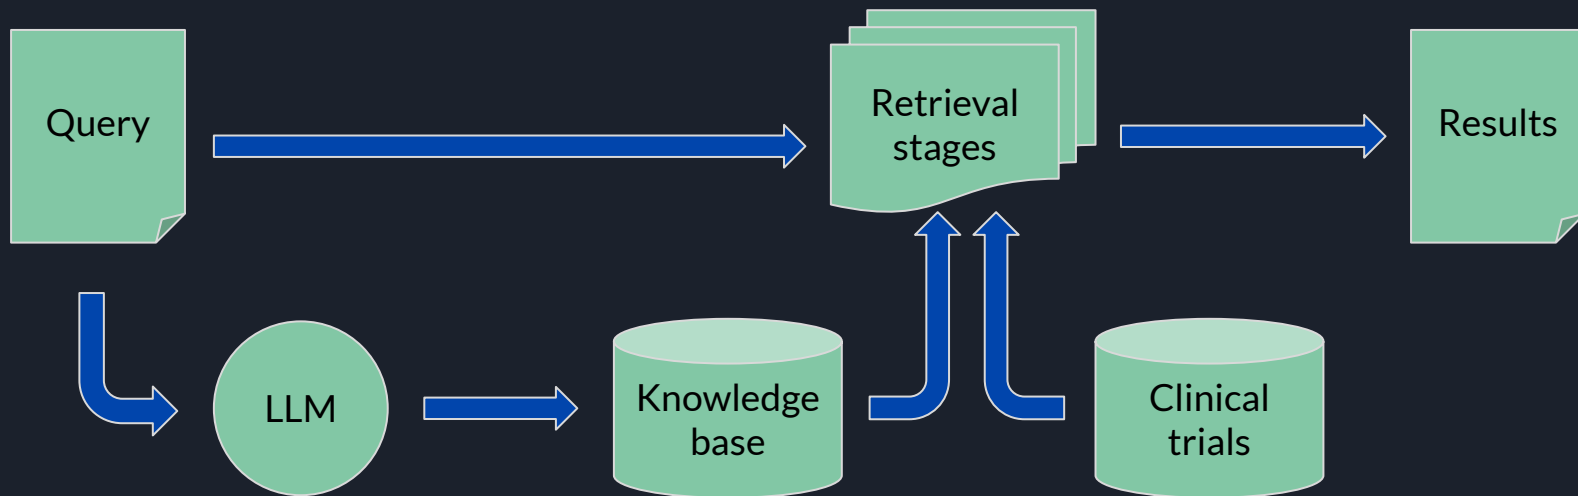 Query
Retrieval
stages
Results
LLM
Knowledge
base
Clinical
trials